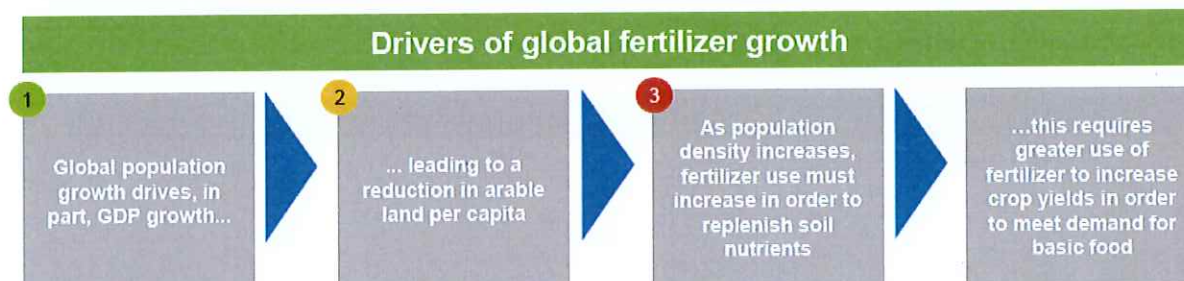 Drivers of global fertilizer growth
1
Global population
growth drives, in
part, GDP growth...
2
... leading to a
reduction in arable
land per capita
3
As population
density increases,
fertilizer use must
increase in order to
replenish soil
nutrients
...this requires
greater use of
fertilizer to increase
crop yields in order
to meet demand for
basic food